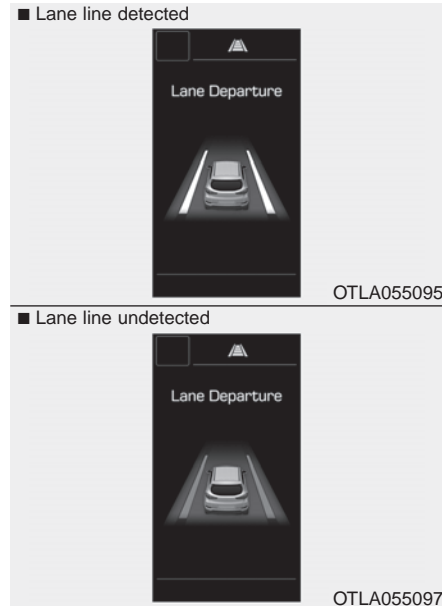 ■ Lane line detected
Lane Departure
OTLA055095
■ Lane line undetected
Lane Departure
OTLA055097